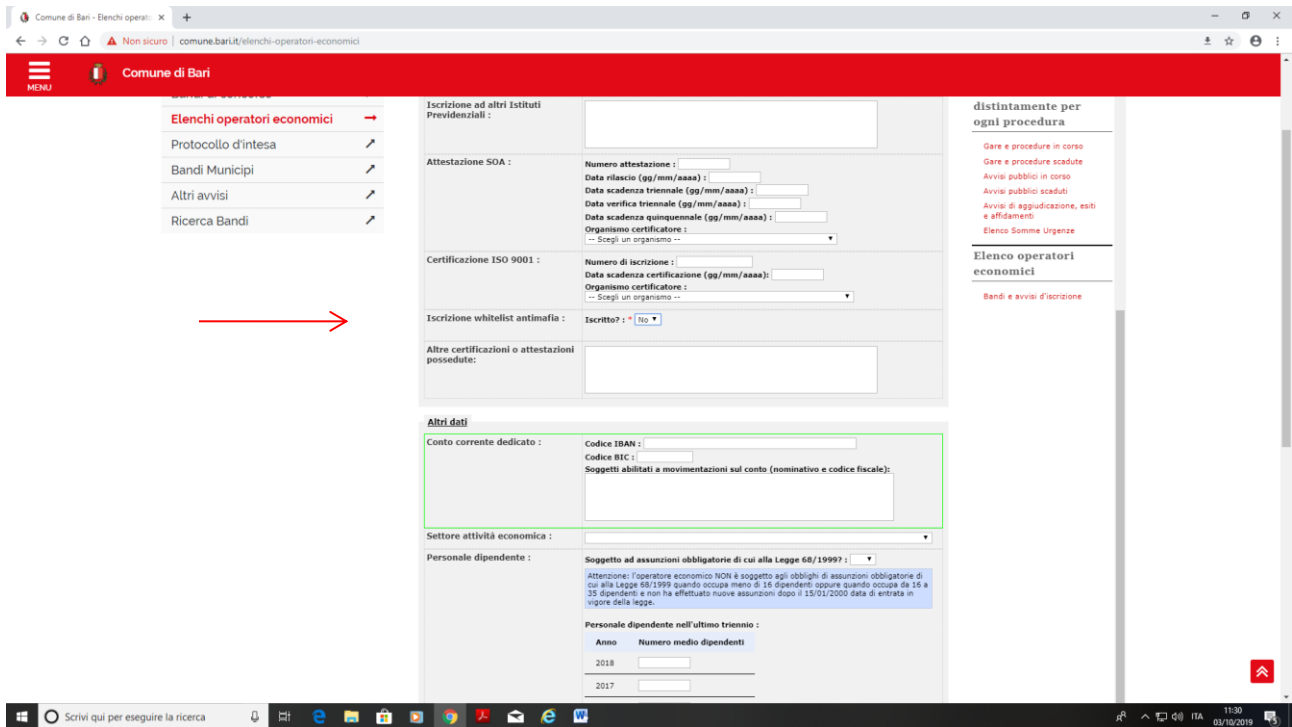 Comune di Bari - Elenchi operato
Non sicuro | comune.bari.it/elenchi-operatori-economici
MENU
Comune di Bari
Elenchi operatori economici
Protocollo d'intesa
Bandi Municipi
Altri avvisi
Ricerca Bandi
Iscrizione ad altri Istituti
Previdenziali :
Attestazione SOA :
Numero attestazione :
Data rilascio (gg/mm/aaaa) :
Data scadenza triennale (gg/mm/aaaa) :
Data verifica triennale (gg/mm/aaaa) :
Data scadenza quinquennale (gg/mm/aaaa) :
Organismo certificatore :
-- Scegli un organismo --
Certificazione ISO 9001 :
Numero di iscrizione :
Data scadenza certificazione (gg/mm/aaaa):
Organismo certificatore :
-- Scegli un organismo --
Iscrizione whitelist antimafia :
Iscritto? : * No
Altre certificazioni o attestazioni
possedute:
Altri dati
Conto corrente dedicato :
Codice IBAN :
Codice BIC :
Soggetti abilitati a movimentazioni sul conto (nominativo e codice fiscale):
Settore attività economica :
Personale dipendente :
Soggetto ad assunzioni obbligatorie di cui alla Legge 68/1999? :
Attenzione: l'operatore economico NON è soggetto agli obblighi di assunzioni obbligatorie di
cui alla Legge 68/1999 quando occupa meno di 16 dipendenti oppure quando occupa da 16 a
35 dipendenti e non ha effettuato nuove assunzioni dopo il 15/01/2000 data di entrata in
vigore della legge.
Personale dipendente nell'ultimo triennio :
Anno Numero medio dipendenti
2018
2017
distintamente per
ogni procedura
Gare e procedure in corso
Gare e procedure scadute
Avvisi pubblici in corso
Avvisi pubblici scaduti
Avvisi di aggiudicazione, esiti
e affidamenti
Elenco Somme Urgenze
Elenco operatori
economici
Bandi e avvisi d'iscrizione
Scrivi qui per eseguire la ricerca
ITA
11:30
03/10/2019